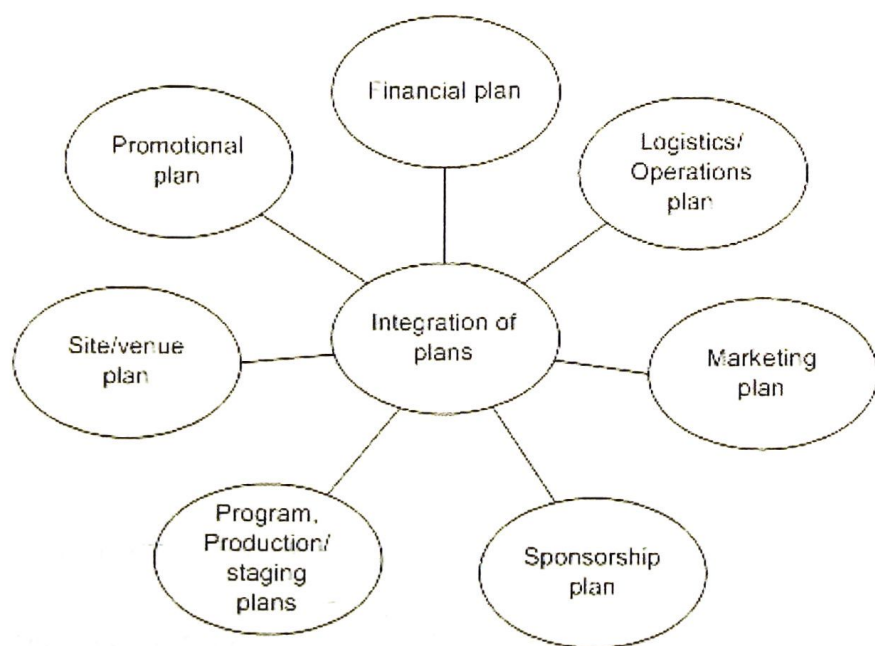 Financial plan
Promotional
plan
Logistics/
Operations
plan
Integration of
plans
Site/venue
plan
Marketing
plan
Program,
Production/
staging
plans
Sponsorship
plan